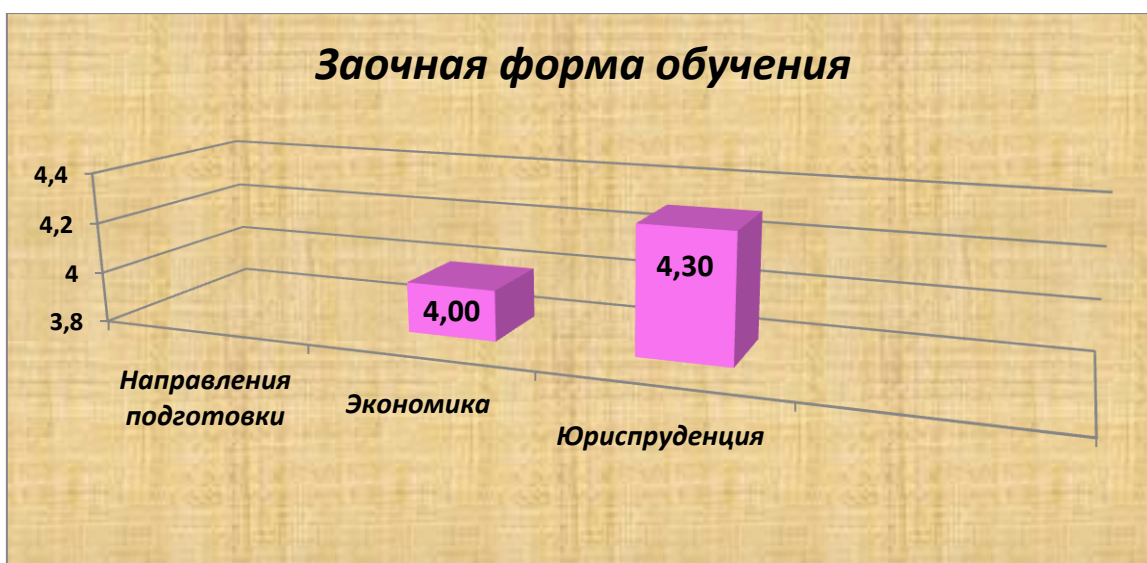 Заочная форма обучения
4,4
4,2
4
3,8
4,00
4,30
Направления
подготовки
Экономика
Юриспруденция